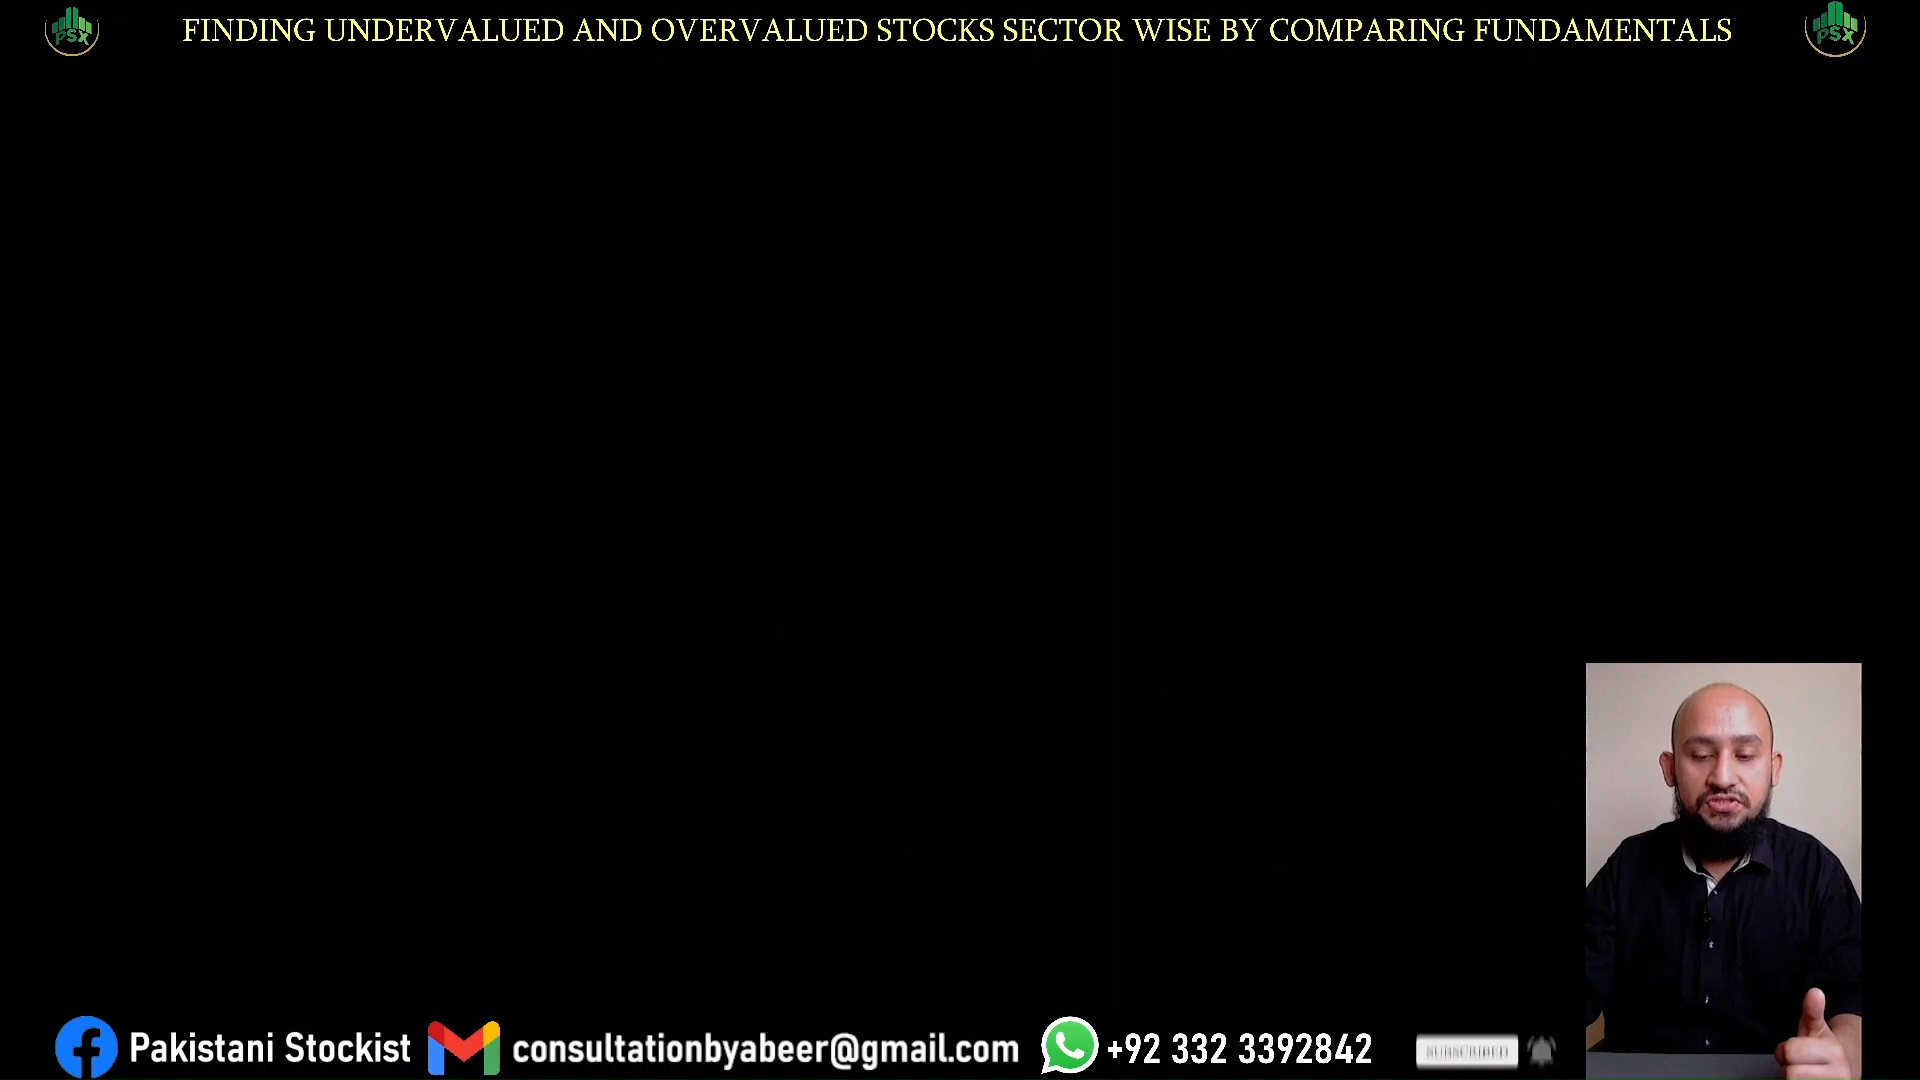 PSX
FINDING UNDERVALUED AND OVERVALUED STOCKS SECTOR WISE BY COMPARING FUNDAMENTALS
PSX
Pakistani Stockist
consultationbyabeer@gmail.com
+92 332 3392842
SUBSCRIBED